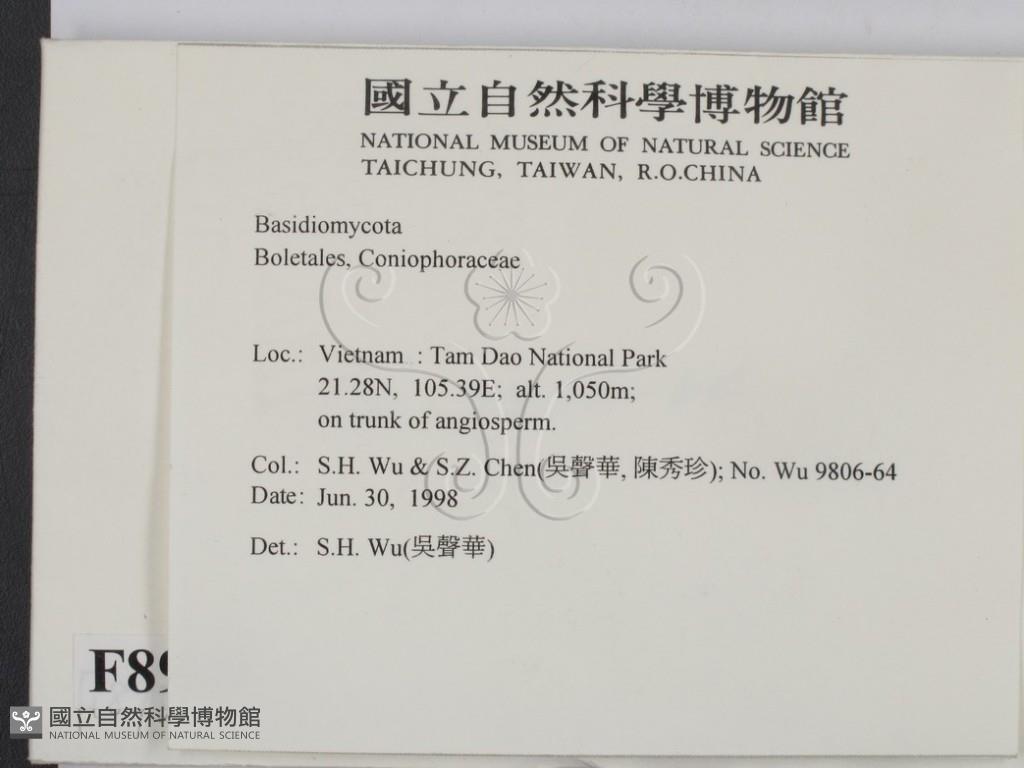 國立自然科學博物館
NATIONAL MUSEUM OF NATURAL SCIENCE
TAICHUNG, TAIWAN, R.O.CHINA
Basidiomycota
Boletales, Coniophoraceae
Loc.: Vietnam : Tam Dao National Park
21.28N, 105.39E; alt. 1,050m;
on trunk of angiosperm.
Col.: S.H. Wu & S.Z. Chen(吳聲華, 陳秀珍); No. Wu 9806-64
Date: Jun. 30, 1998
Det.: S.H. Wu(吳聲華)
F89
國立自然科學博物館
NATIONAL MUSEUM OF NATURAL SCIENCE